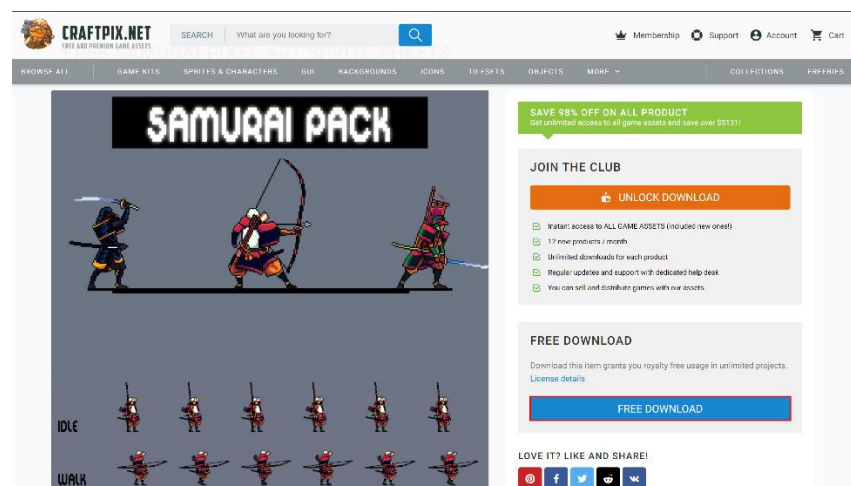 CRAFTPIX.NET
FREE AND PREMIUM GAME ASSETS
SEARCH
What are you looking for?
Membership
Support
Account
Cart
FREE SAMURAI PIXEL ART SPRITE SHEETS
BROWSE ALL
GAME KITS
SPRITES & CHARACTERS
GUI
BACKGROUNDS
ICONS
TILESETS
OBJECTS
MORE
COLLECTIONS
FREEBIES
SAMURAI PACK
IDLE
WALK
SAVE 98% OFF ON ALL PRODUCT
Get unlimited access to all game assets and save over $5131!
JOIN THE CLUB
UNLOCK DOWNLOAD
Instant access to ALL GAME ASSETS (included new ones!)
12 new products / month
Unlimited downloads for each product
Regular updates and support with dedicated help desk
You can sell and distribute games with our assets.
FREE DOWNLOAD
Download this item grants you royalty free usage in unlimited projects.
License details
FREE DOWNLOAD
LOVE IT? LIKE AND SHARE!